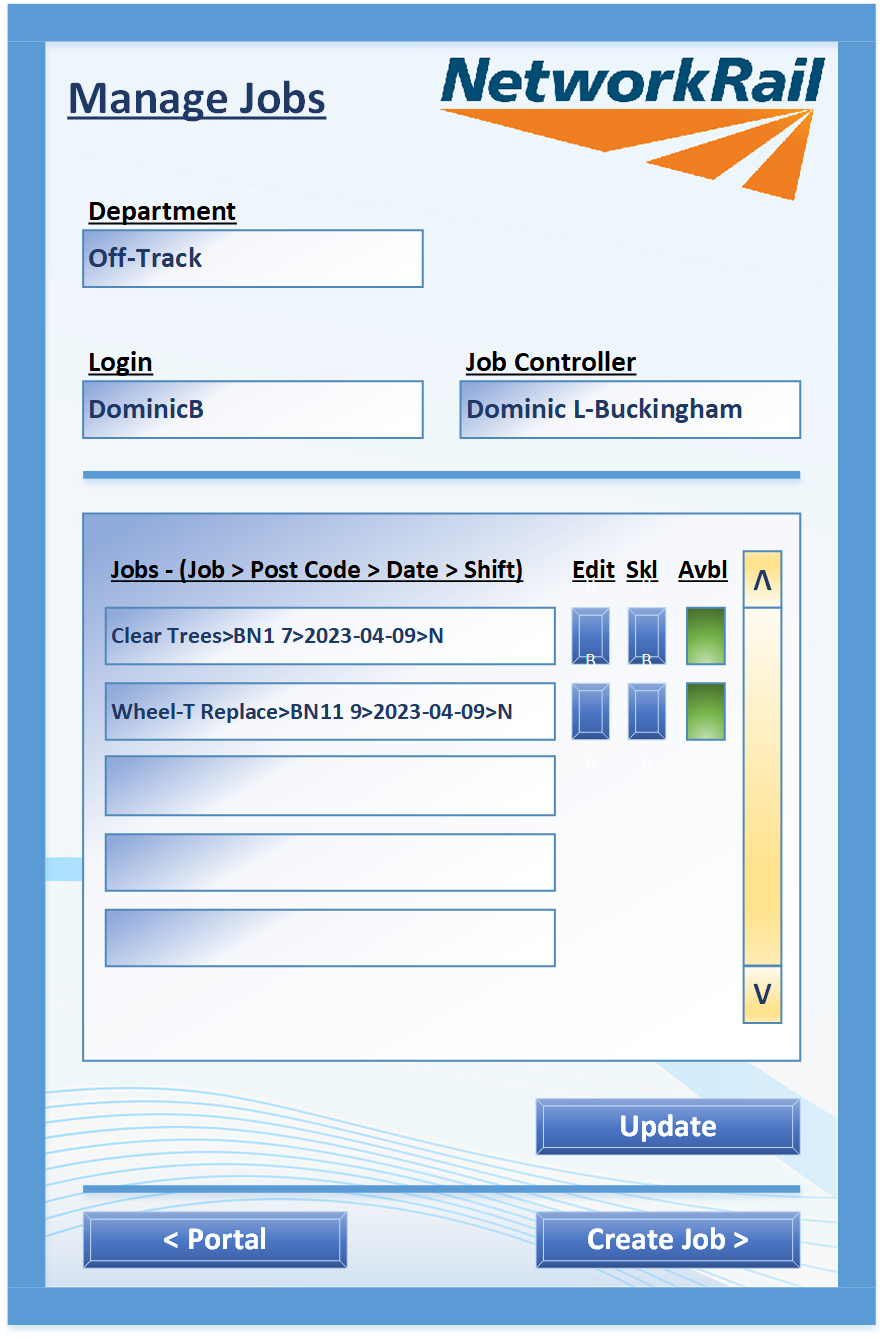 Manage Jobs
NetworkRail
Department
Off-Track
Login
Job Controller
DominicB
Dominic L-Buckingham
Jobs - (Job > Post Code > Date > Shift)
Edit Skl Avbl
Λ
Clear Trees>BN1 7>2023-04-09>N
B B
Wheel-T Replace>BN11 9>2023-04-09>N
V
Update
< Portal
Create Job >